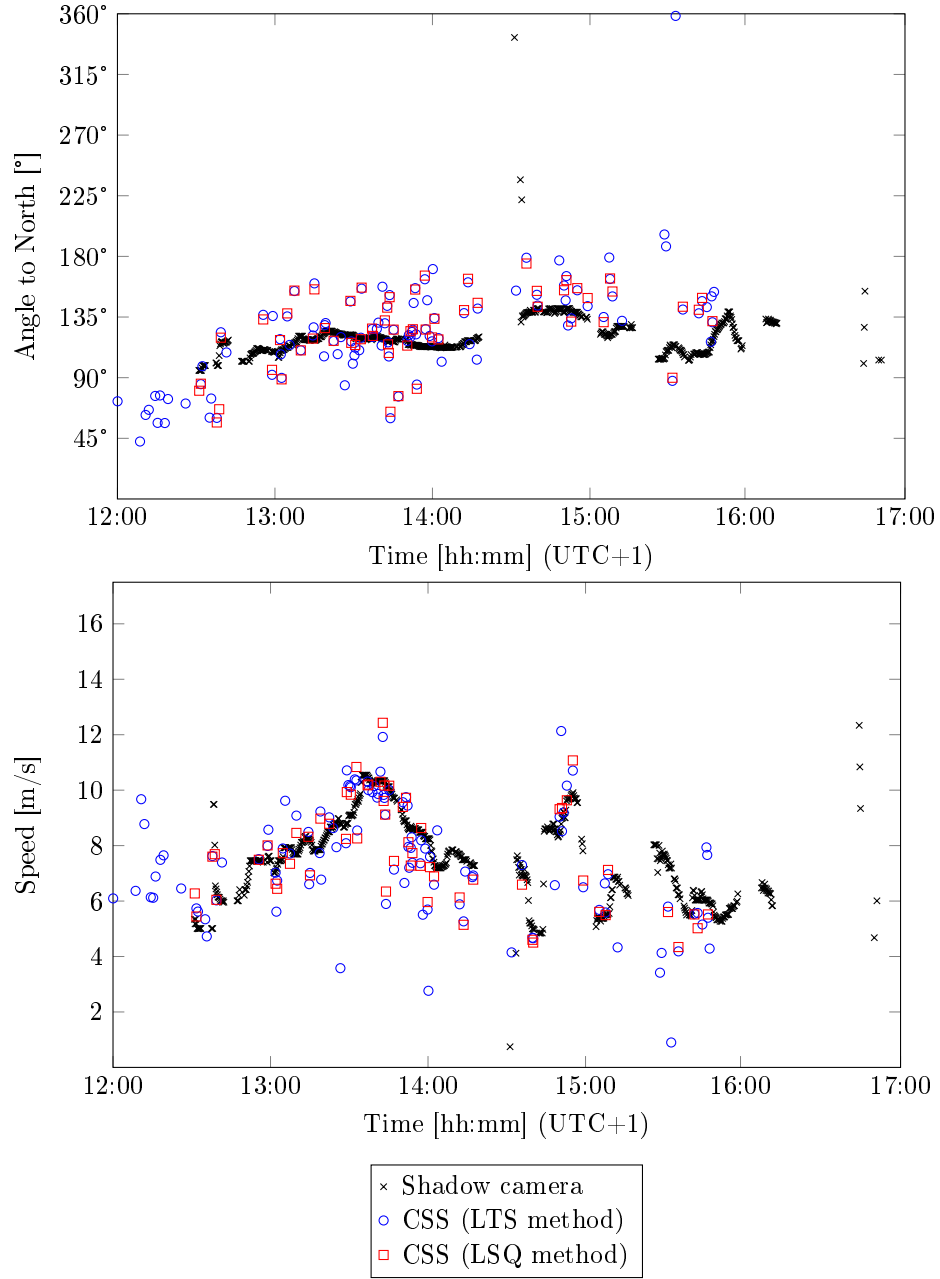 360°
315°
270°
225°
180°
135°
90°
45°
Angle to North [°]
12:00 13:00 14:00 15:00 16:00 17:00
Time [hh:mm] (UTC+1)
16
14
12
10
8
6
4
2
Speed [m/s]
12:00 13:00 14:00 15:00 16:00 17:00
Time [hh:mm] (UTC+1)
Shadow camera
CSS (LTS method)
CSS (LSQ method)